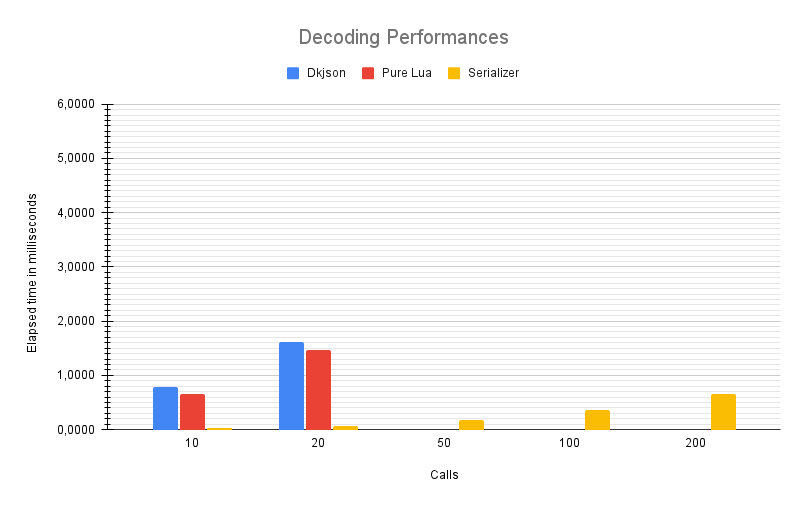 Decoding Performances
Dkjson Pure Lua Serializer
6,0000
5,0000
4,0000
3,0000
2,0000
1,0000
0,0000
Elapsed time in milliseconds
10 20 50 100 200
Calls